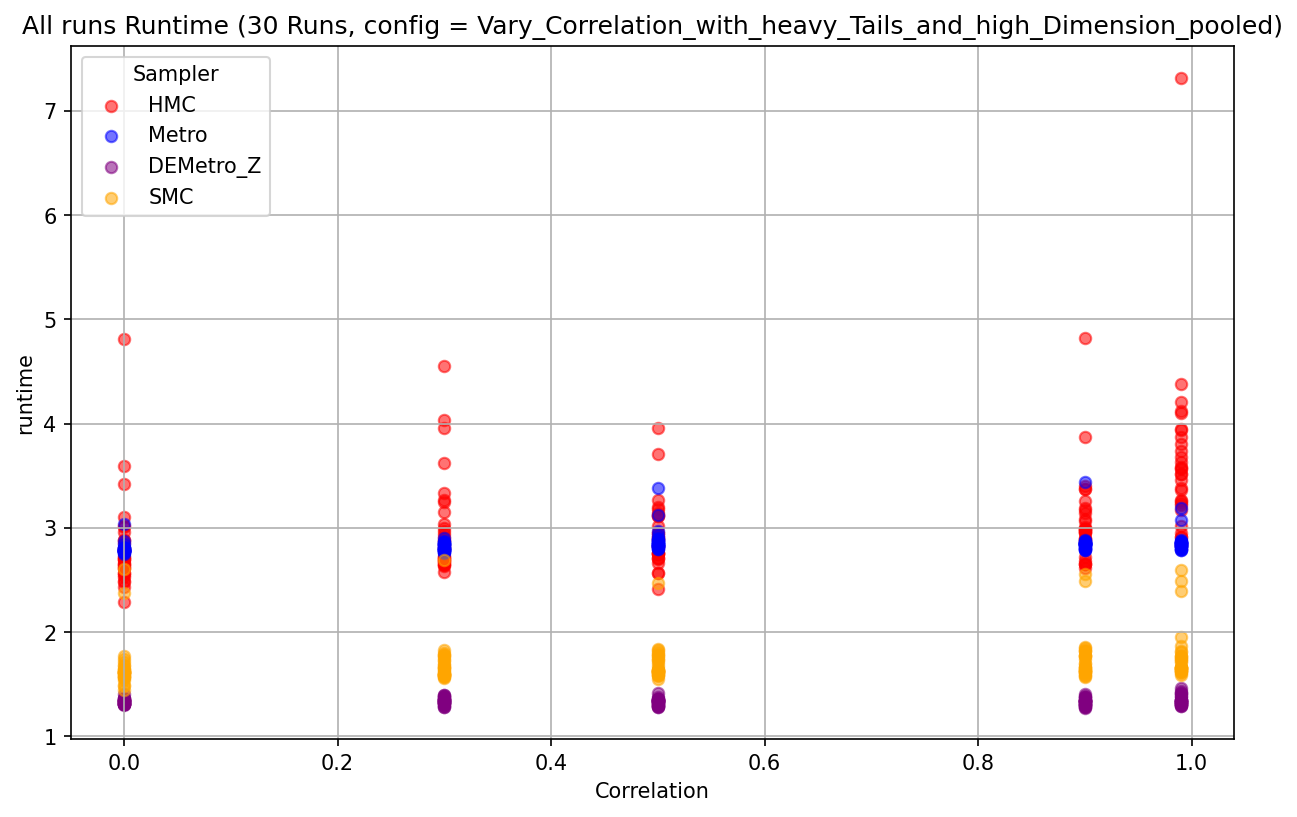 All runs Runtime (30 Runs, config = Vary_Correlation_with_heavy_Tails_and_high_Dimension_pooled)
Sampler
HMC
Metro
DEMetro_Z
SMC
7
6
5
4
3
2
1
runtime
0.0 0.2 0.4 0.6 0.8 1.0
Correlation